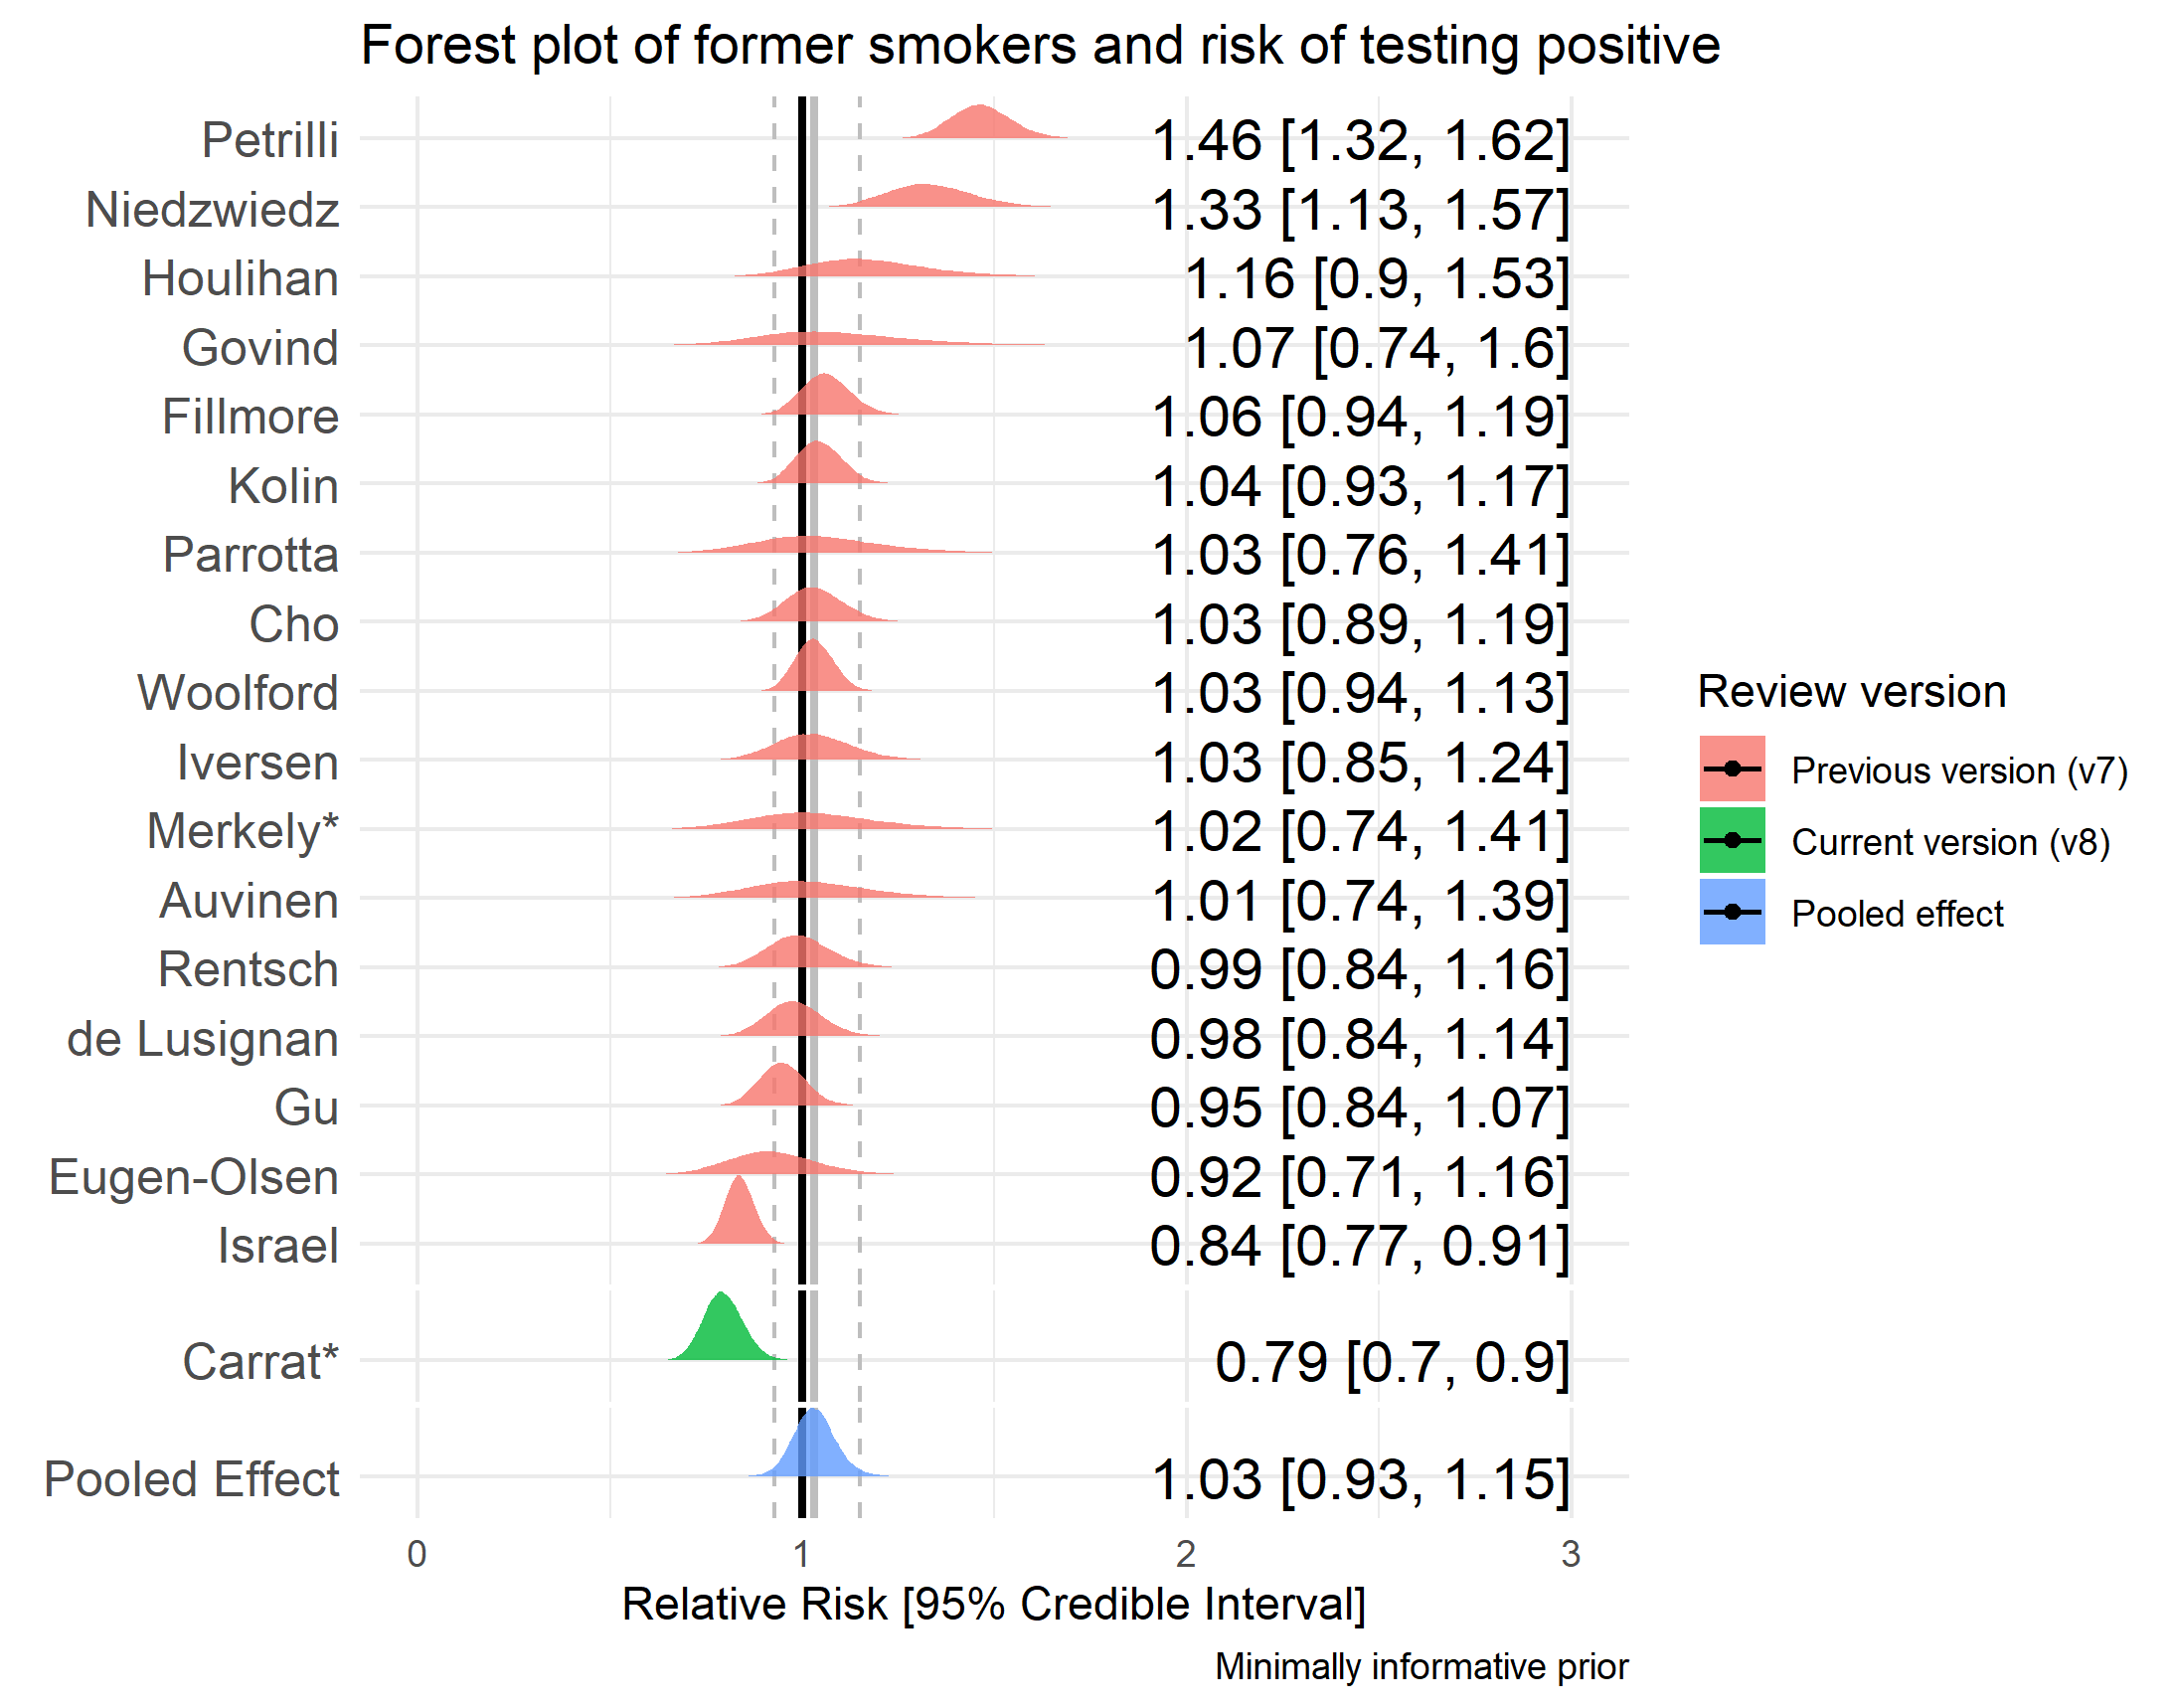 Forest plot of former smokers and risk of testing positive
Petrilli 1.46 [1.32, 1.62]
Niedzwiedz 1.33 [1.13, 1.57]
Houlihan 1.16 [0.9, 1.53]
Govind 1.07 [0.74, 1.6]
Fillmore 1.06 [0.94, 1.19]
Kolin 1.04 [0.93, 1.17]
Parrotta 1.03 [0.76, 1.41]
Cho 1.03 [0.89, 1.19]
Woolford 1.03 [0.94, 1.13]
Iversen 1.03 [0.85, 1.24]
Merkely* 1.02 [0.74, 1.41]
Auvinen 1.01 [0.74, 1.39]
Rentsch 0.99 [0.84, 1.16]
de Lusignan 0.98 [0.84, 1.14]
Gu 0.95 [0.84, 1.07]
Eugen-Olsen 0.92 [0.71, 1.16]
Israel 0.84 [0.77, 0.91]
Carrat* 0.79 [0.7, 0.9]
Pooled Effect 1.03 [0.93, 1.15]
0 1 2 3
Relative Risk [95% Credible Interval]
Minimally informative prior
Review version
Previous version (v7)
Current version (v8)
Pooled effect